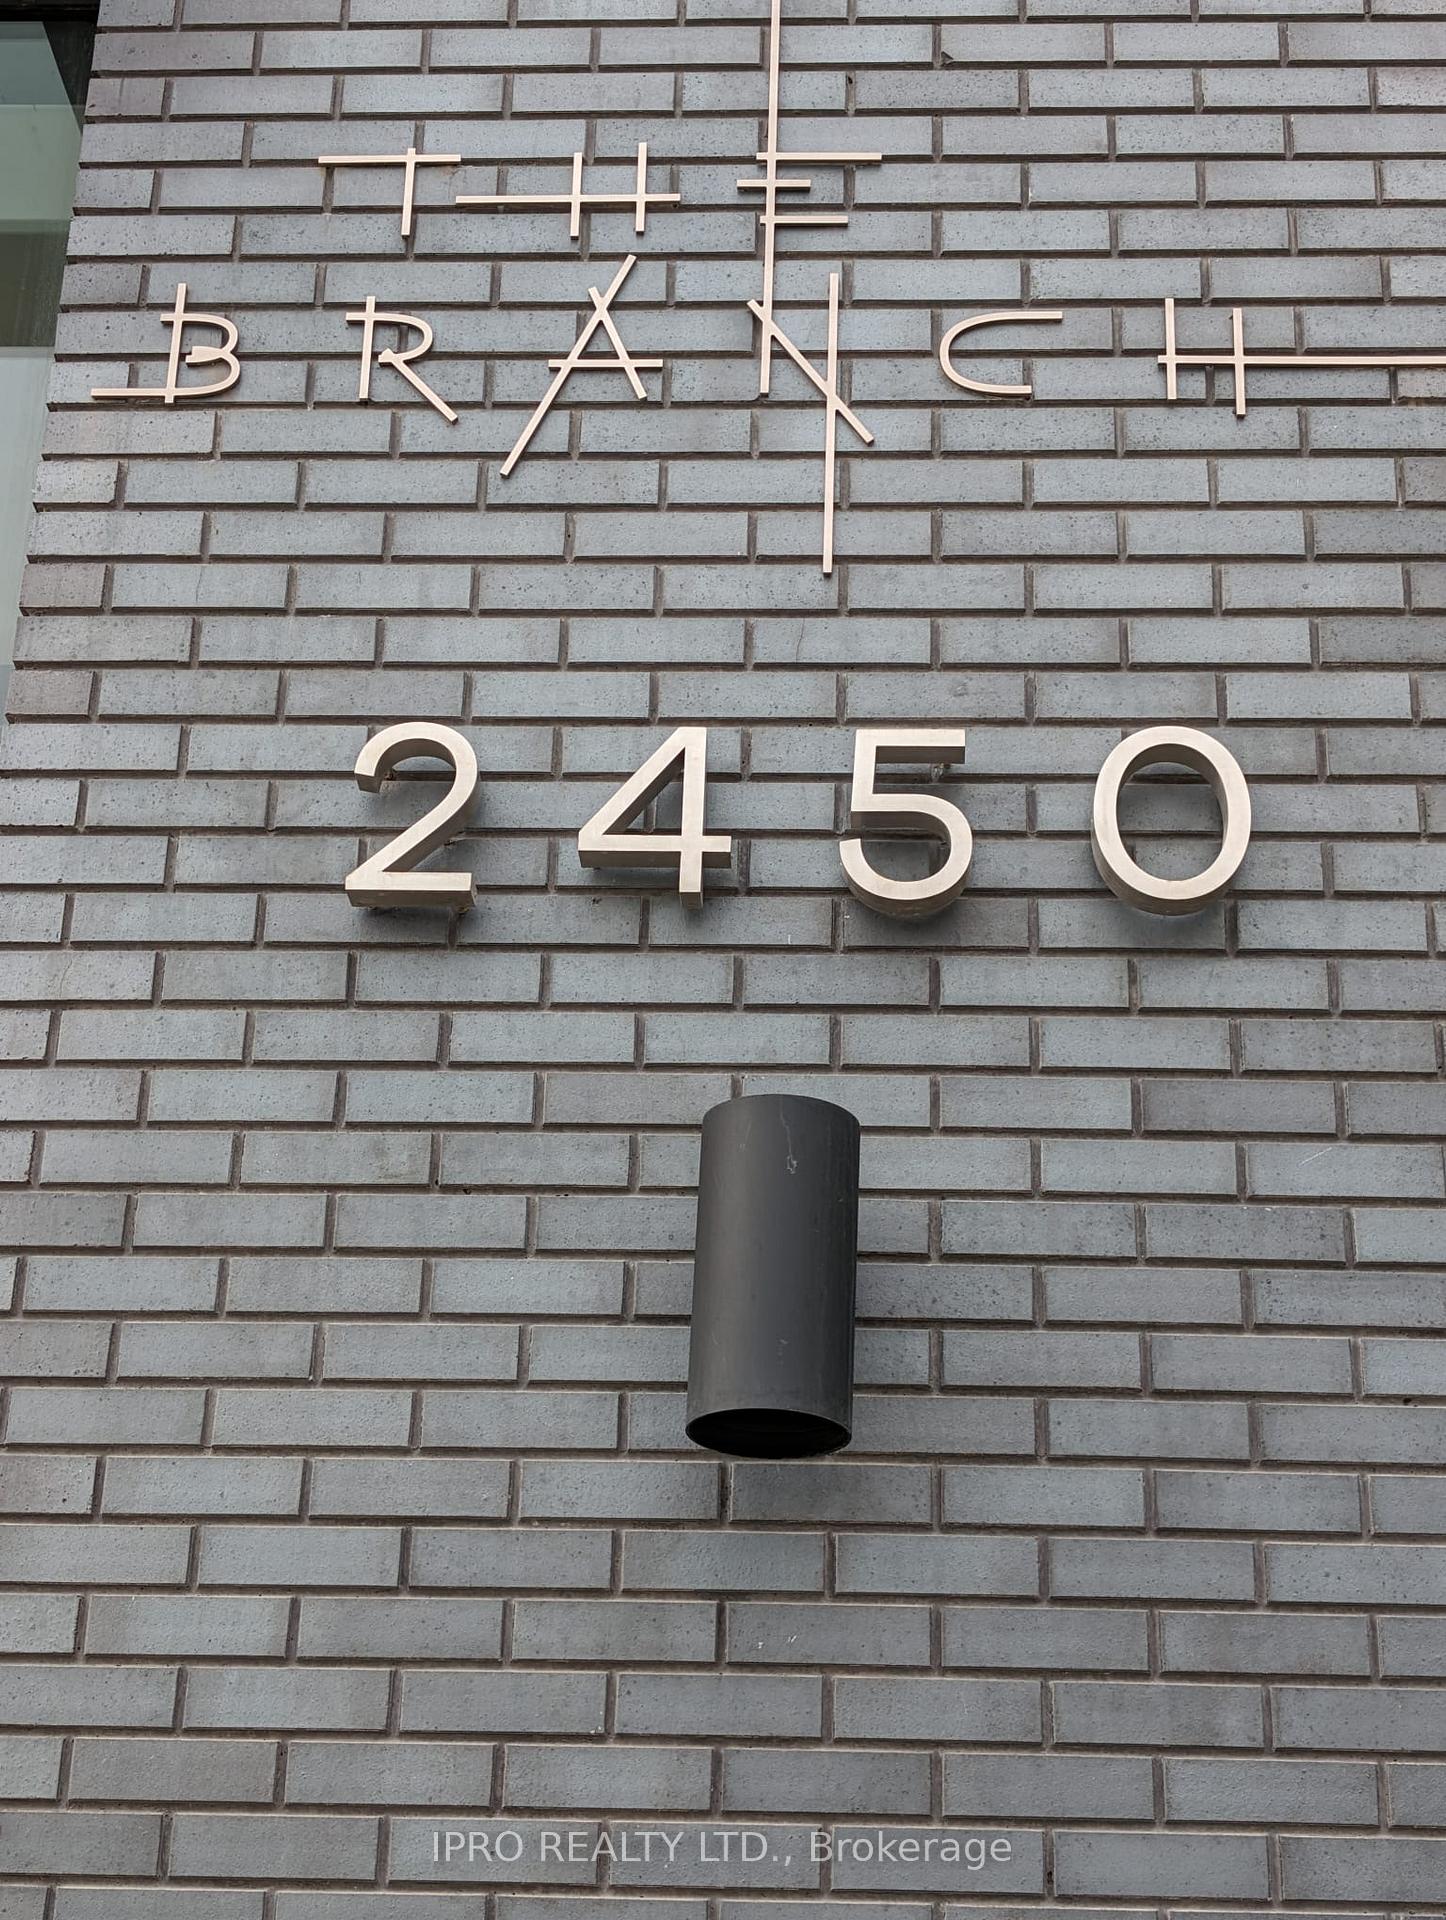 THE
BRANCH
2450
IPRO REALTY LTD., Brokerage